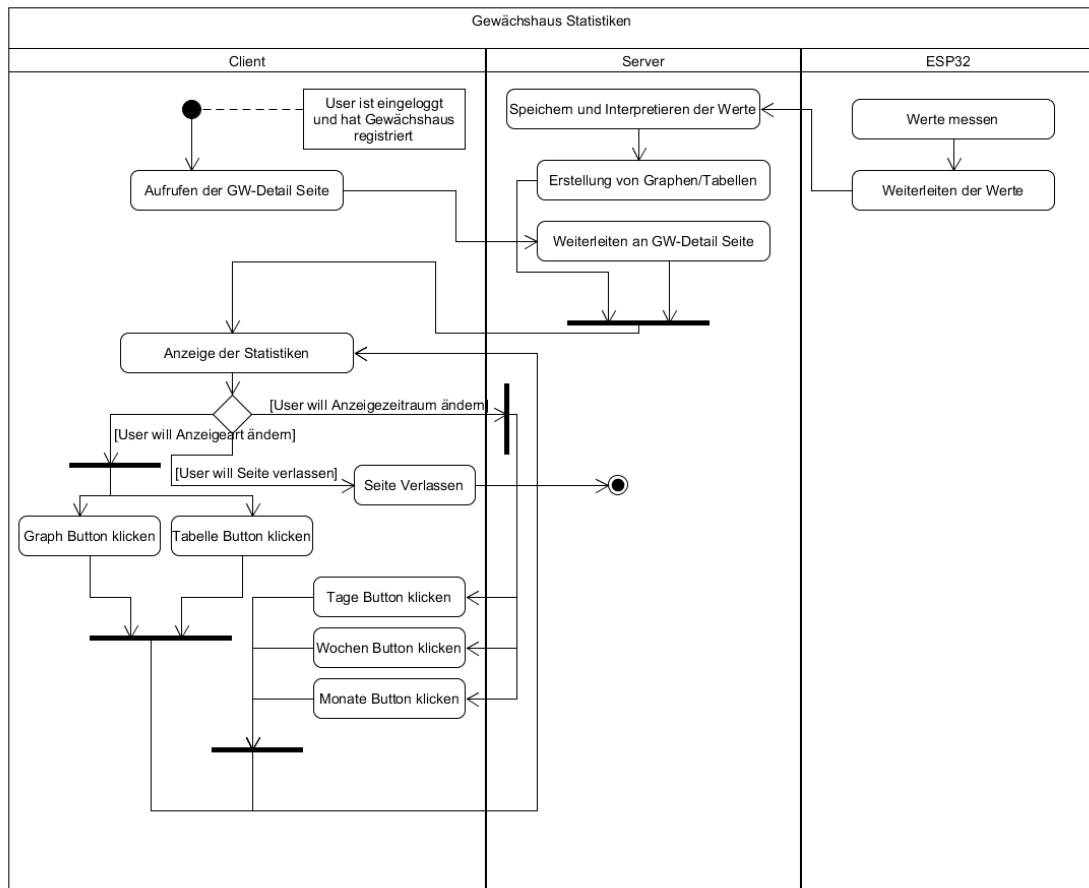 Gewächshaus Statistiken
Client
Server
ESP32
User ist eingeloggt
und hat Gewächshaus
registriert
Speichern und Interpretieren der Werte
Werte messen
Aufrufen der GW-Detail Seite
Erstellung von Graphen/Tabellen
Weiterleiten der Werte
Weiterleiten an GW-Detail Seite
Anzeige der Statistiken
[User will Anzeigezeitraum ändern]
[User will Anzeigeart ändern]
[User will Seite verlassen]
Seite Verlassen
Graph Button klicken
Tabelle Button klicken
Tage Button klicken
Wochen Button klicken
Monate Button klicken